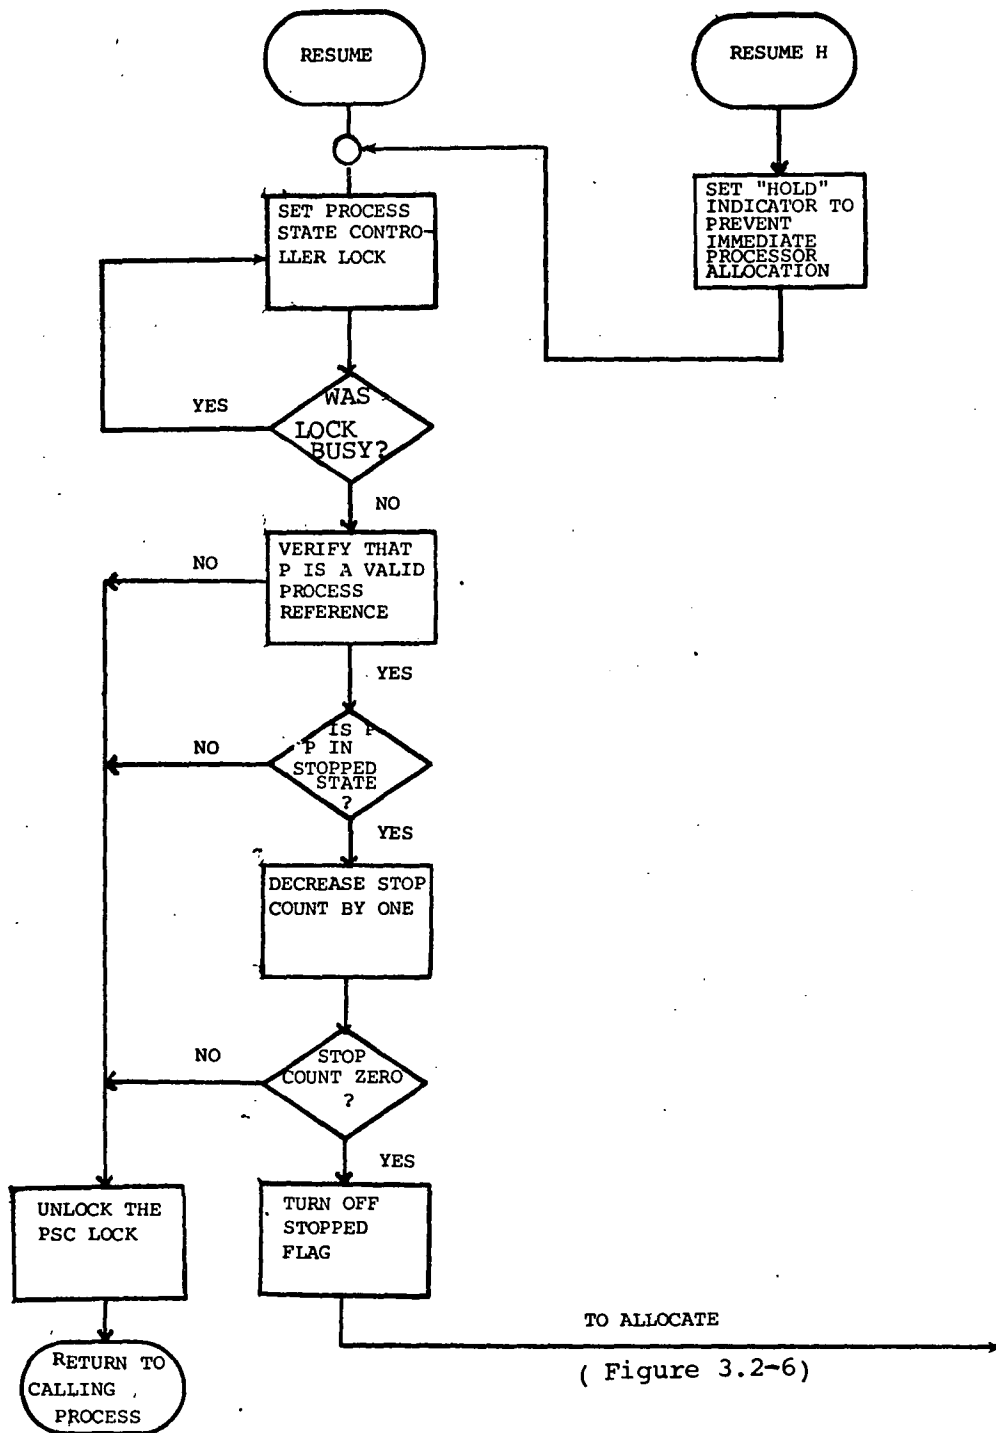 RESUME
RESUME H
SET "HOLD"
INDICATOR TO
PREVENT
IMMEDIATE
PROCESSOR
ALLOCATION
SET PROCESS
STATE CONTRO-
LLER LOCK
WAS
LOCK
BUSY?
YES
NO
VERIFY THAT
P IS A VALID
PROCESS
REFERENCE
NO
YES
IS P
P IN
STOPPED
STATE
?
NO
YES
DECREASE STOP
COUNT BY ONE
STOP
COUNT ZERO
?
NO
YES
TURN OFF
STOPPED
FLAG
UNLOCK THE
PSC LOCK
TO ALLOCATE
( Figure 3.2-6)
RETURN TO
CALLING
PROCESS